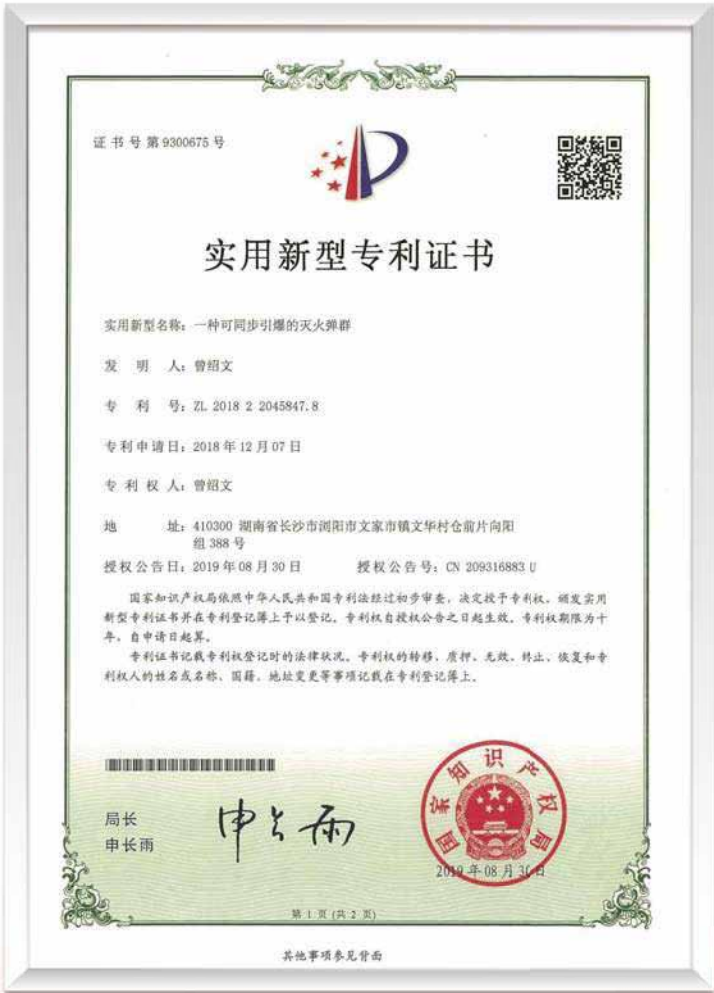 证书号第9300675号
实用新型专利证书
实用新型名称：一种可同步引爆的灭火弹群
发 明 人：曾绍文
专 利 号：ZL 2018 2 2045847.8
专利申请日：2018年12月07日
专 利 权 人：曾绍文
地 址：410300 湖南省长沙市浏阳市文家市镇文华村仓前片向阳
组388号
授权公告日：2019年08月30日 授权公告号：CN 209316883 U
国家知识产权局依照中华人民共和国专利法经过初步审查，决定授予专利权，颁发实用
新型专利证书并在专利登记簿上予以登记。专利权自授权公告之日起生效。专利权期限为十
年，自申请日起算。
专利证书记载专利权登记时的法律状况。专利权的转移、质押、无效、终止、恢复和专
利权人的姓名或名称、国籍、地址变更等事项记载在专利登记簿上。
局长
申长雨
申长雨
国家知识产权局
2019年08月30日
第 1 页 (共 2 页)
其他事项参见背面